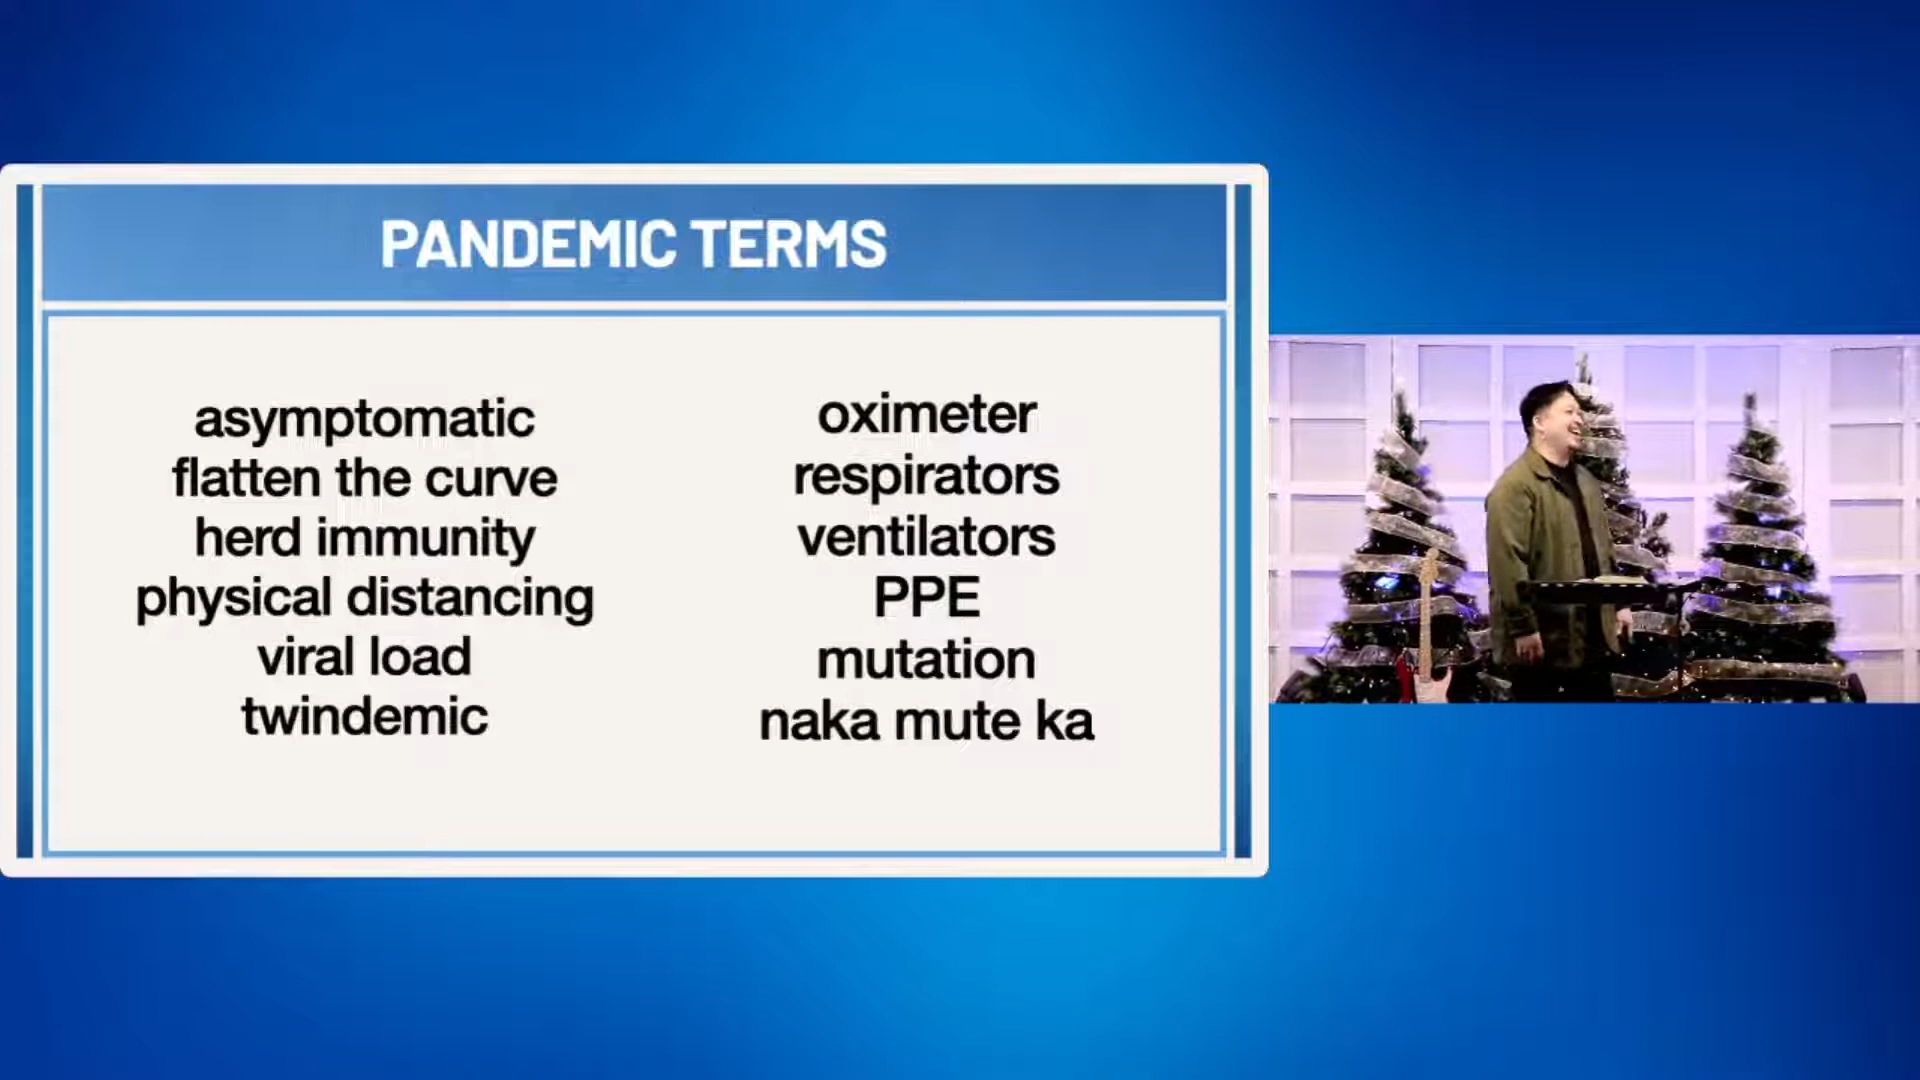 PANDEMIC TERMS
asymptomatic
flatten the curve
herd immunity
physical distancing
viral load
twindemic
oximeter
respirators
ventilators
PPE
mutation
naka mute ka